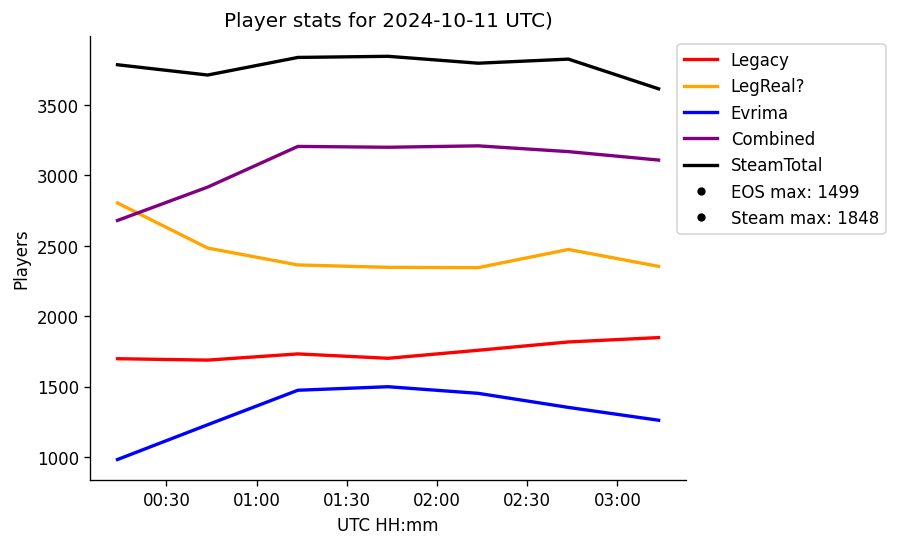 Player stats for 2024-10-11 UTC)
Legacy
LegReal?
Evrima
Combined
SteamTotal
EOS max: 1499
Steam max: 1848
Players
3500
3000
2500
2000
1500
1000
00:30 01:00 01:30 02:00 02:30 03:00
UTC HH:mm